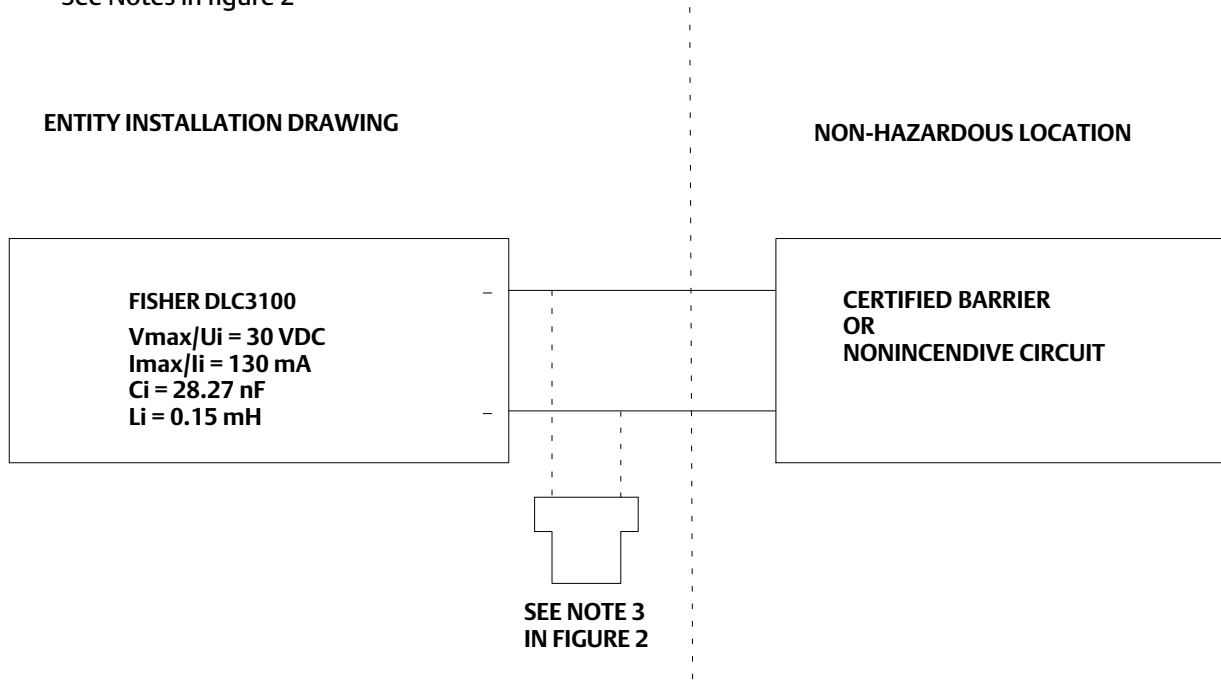 See Notes in figure 2
ENTITY INSTALLATION DRAWING
NON-HAZARDOUS LOCATION
FISHER DLC3100
Vmax/Ui = 30 VDC
Imax/Ii = 130 mA
Ci = 28.27 nF
Li = 0.15 mH
CERTIFIED BARRIER
OR
NONINCENDIVE CIRCUIT
SEE NOTE 3
IN FIGURE 2